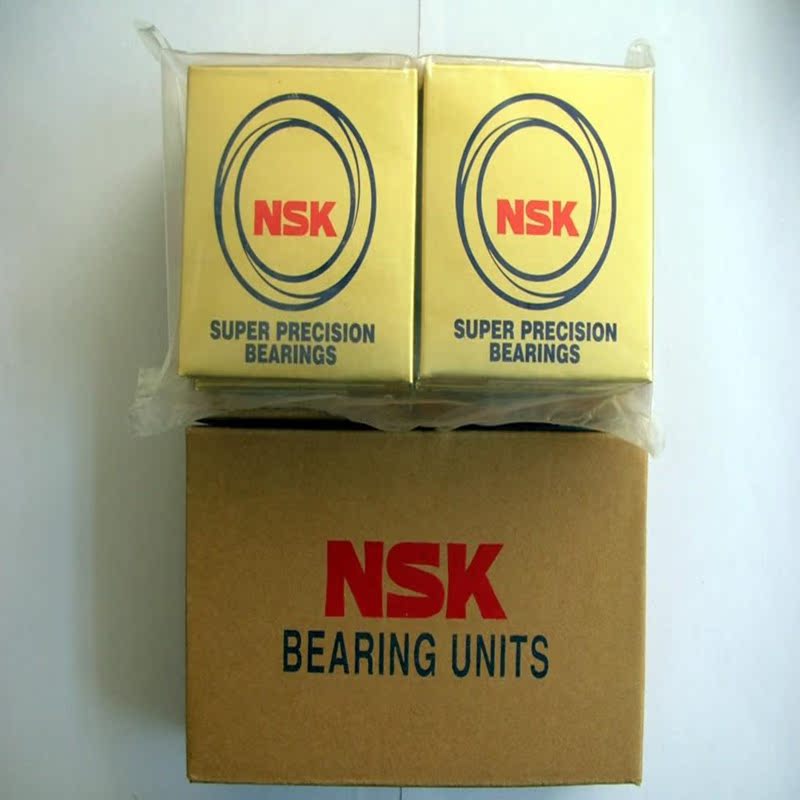 NSK
SUPER PRECISION
BEARINGS
NSK
SUPER PRECISION
BEARINGS
NSK
BEARING UNITS